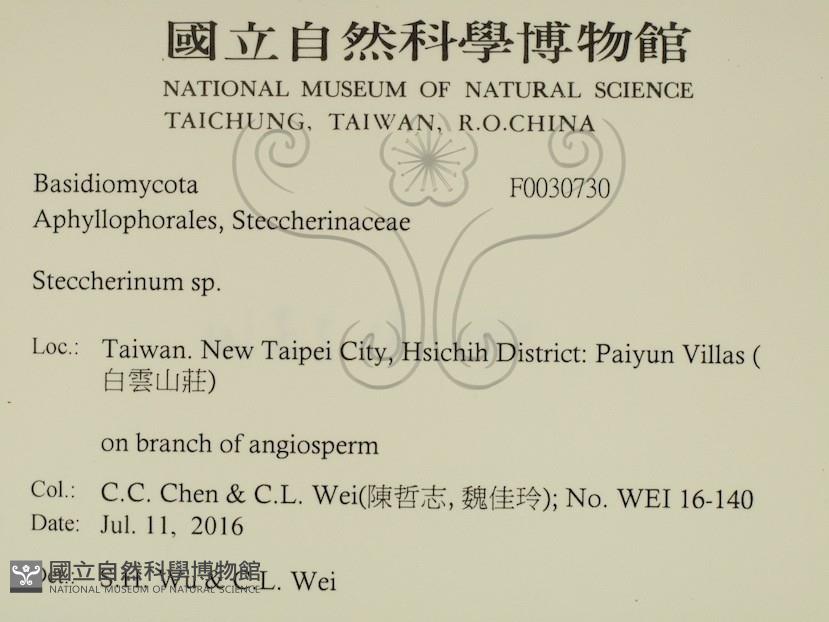 國立自然科學博物館
NATIONAL MUSEUM OF NATURAL SCIENCE
TAICHUNG, TAIWAN, R.O.CHINA
Basidiomycota F0030730
Aphyllophorales, Steccherinaceae
Steccherinum sp.
Loc.: Taiwan. New Taipei City, Hsichih District: Paiyun Villas (
白雲山莊)
on branch of angiosperm
Col.: C.C. Chen & C.L. Wei(陳哲志, 魏佳玲); No. WEI 16-140
Date: Jul. 11, 2016
Det.: S.H. Wu & C.L. Wei
國立自然科學博物館
NATIONAL MUSEUM OF NATURAL SCIENCE